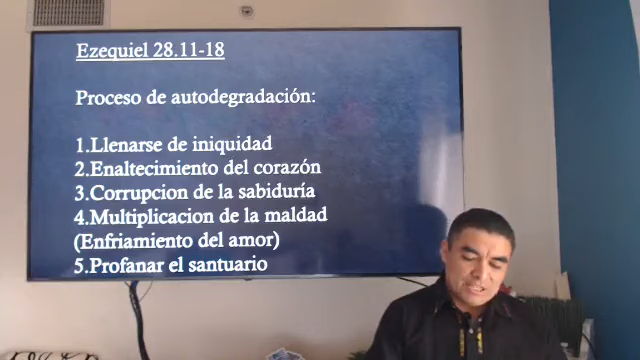 Ezequiel 28.11-18
Proceso de autodegradación:
1.Llenarse de iniquidad
2.Enaltecimiento del corazón
3.Corrupcion de la sabiduría
4.Multiplicacion de la maldad
(Enfriamiento del amor)
5.Profanar el santuario